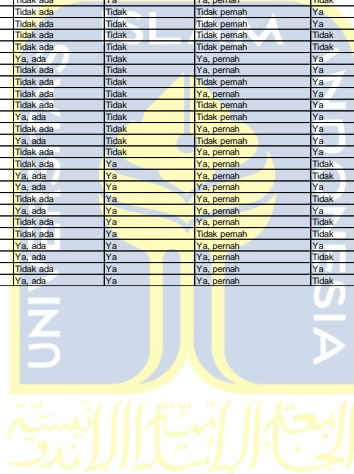 Tidak ada Ya Ya, pernah Tidak
Tidak ada Tidak Tidak pernah Ya
Tidak ada Tidak Tidak pernah Ya
Tidak ada Tidak Tidak pernah Tidak
Tidak ada Tidak Tidak pernah Tidak
Ya, ada Tidak Ya, pernah Ya
Tidak ada Tidak Ya, pernah Ya
Tidak ada Tidak Tidak pernah Tidak
Tidak ada Tidak Ya, pernah Ya
Tidak ada Tidak Tidak pernah Ya
Ya, ada Tidak Tidak pernah Ya
Tidak ada Tidak Ya, pernah Ya
Ya, ada Tidak Tidak pernah Ya
Tidak ada Tidak Ya, pernah Ya
Tidak ada Ya Ya, pernah Tidak
Ya, ada Ya Ya, pernah Ya
Ya, ada Ya Ya, pernah Ya
Tidak ada Ya Ya, pernah Tidak
Ya, ada Ya Ya, pernah Ya
Ya, ada Ya Ya, pernah Ya
Tidak ada Ya Tidak pernah Tidak
Ya, ada Ya Ya, pernah Ya
Ya, ada Ya Ya, pernah Tidak
Tidak ada Ya Ya, pernah Ya
Ya, ada Ya Ya, pernah Tidak